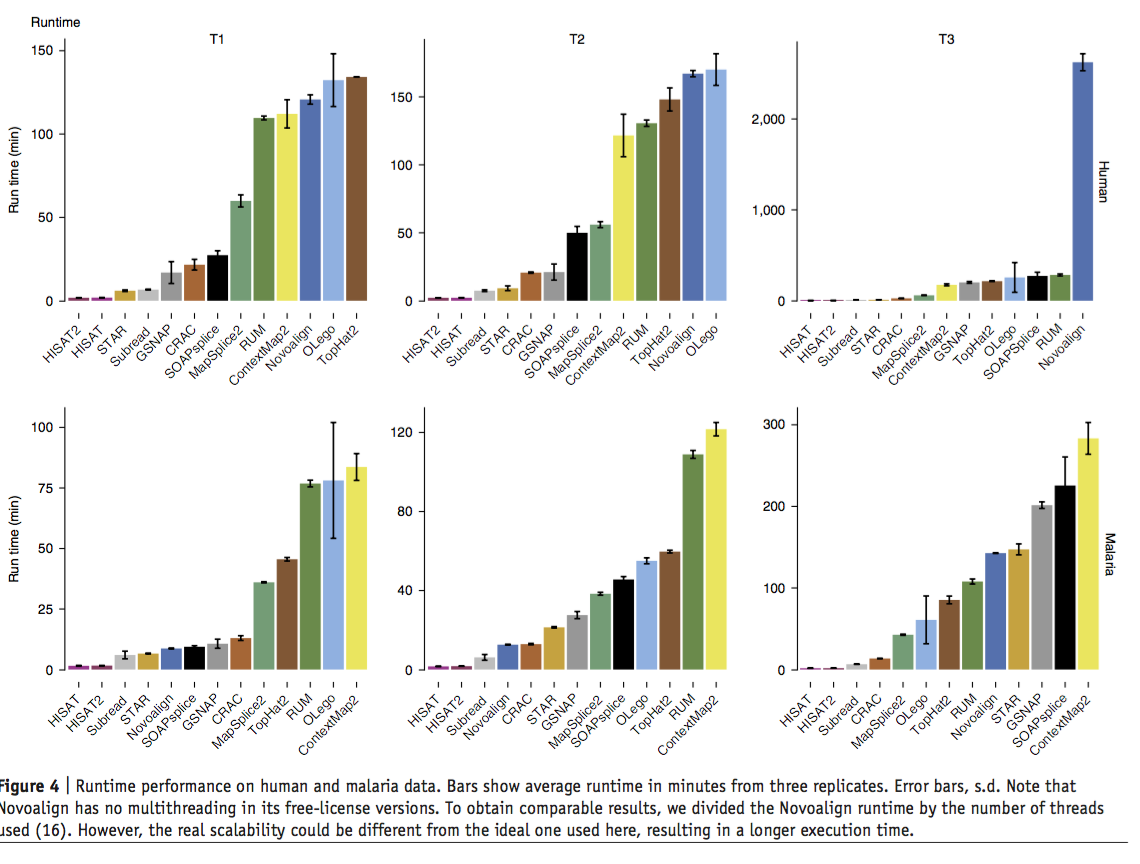 Runtime
T1
T2
T3
Run time (min)
150
100
50
0
HISAT2
HISAT
STAR
Subread
GSNAP
CRAC
SOAPsplice
MapSplice2
RUM
ContextMap2
Novoalign
OLego
TopHat2
150
100
50
0
HISAT2
HISAT
Subread
STAR
CRAC
GSNAP
SOAPsplice
MapSplice2
ContextMap2
RUM
TopHat2
Novoalign
OLego
2,000
1,000
0
HISAT
HISAT2
Subread
STAR
CRAC
MapSplice2
ContextMap2
GSNAP
TopHat2
OLego
SOAPSplice
RUM
Novoalign
Human
Run time (min)
100
75
50
25
0
HISAT
HISAT2
Subread
STAR
Novoalign
SOAPsplice
GSNAP
CRAC
MapSplice2
TopHat2
RUM
OLego
ContextMap2
120
80
40
0
HISAT
HISAT2
Subread
Novoalign
CRAC
STAR
GSNAP
MapSplice2
SOAPsplice
OLego
TopHat2
RUM
ContextMap2
300
200
100
0
HISAT
HISAT2
Subread
CRAC
MapSplice2
OLego
TopHat2
RUM
Novoalign
STAR
GSNAP
SOAPsplice
ContextMap2
Malaria
Figure 4 | Runtime performance on human and malaria data. Bars show average runtime in minutes from three replicates. Error bars, s.d. Note that
Novoalign has no multithreading in its free-license versions. To obtain comparable results, we divided the Novoalign runtime by the number of threads
used (16). However, the real scalability could be different from the ideal one used here, resulting in a longer execution time.